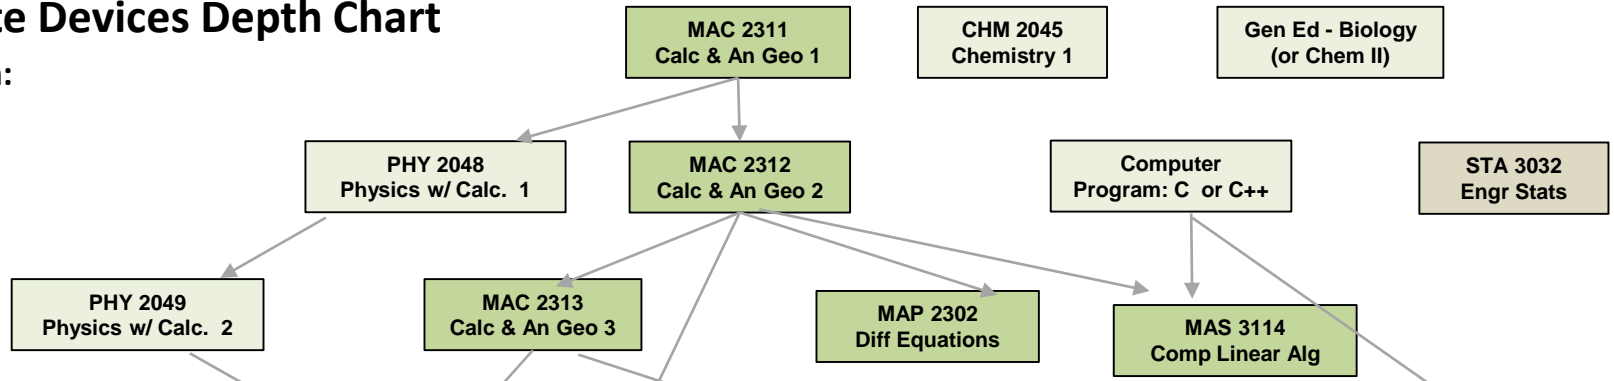 Devices Depth Chart
MAC 2311
Calc & An Geo 1
CHM 2045
Chemistry 1
Gen Ed - Biology
(or Chem II)
PHY 2048
Physics w/ Calc. 1
MAC 2312
Calc & An Geo 2
Computer
Program: C or C++
STA 3032
Engr Stats
PHY 2049
Physics w/ Calc. 2
MAC 2313
Calc & An Geo 3
MAP 2302
Diff Equations
MAS 3114
Comp Linear Alg